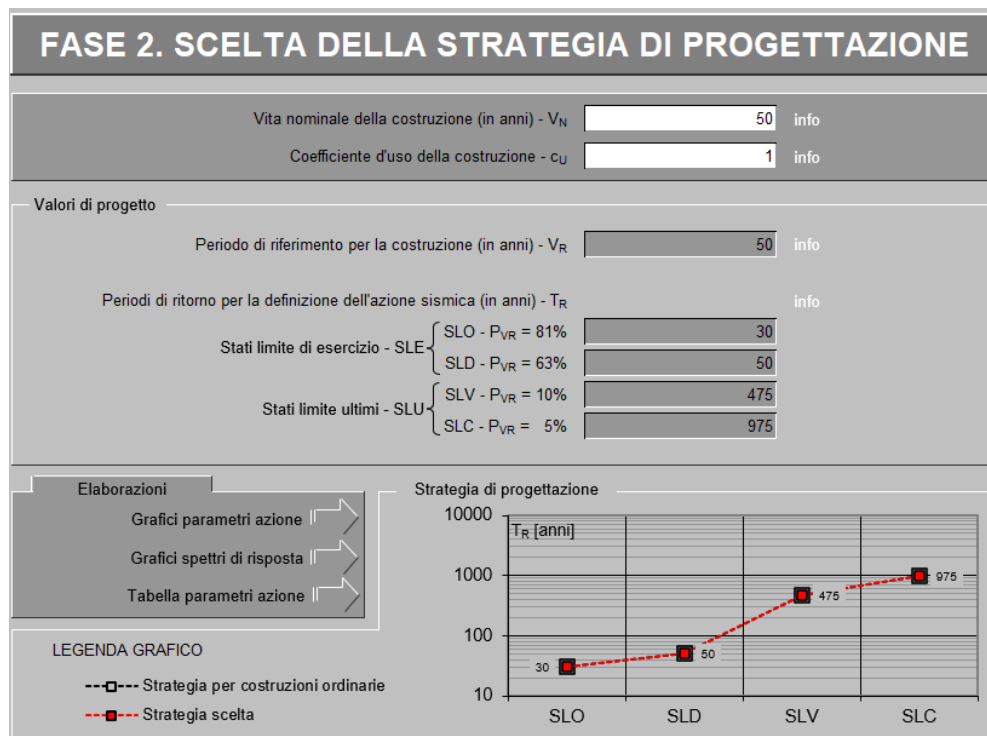 FASE 2. SCELTA DELLA STRATEGIA DI PROGETTAZIONE
Vita nominale della costruzione (in anni) - VN 50 info
Coefficiente d'uso della costruzione - cU 1 info
Valori di progetto
Periodo di riferimento per la costruzione (in anni) - VR 50 info
Periodi di ritorno per la definizione dell'azione sismica (in anni) - TR info
Stati limite di esercizio - SLE
SLO - PVR = 81% 30
SLD - PVR = 63% 50
Stati limite ultimi - SLU
SLV - PVR = 10% 475
SLC - PVR = 5% 975
Elaborazioni
Grafici parametri azione
Grafici spettri di risposta
Tabella parametri azione
LEGENDA GRAFICO
Strategia per costruzioni ordinarie
Strategia scelta
Strategia di progettazione
TR [anni]
10000
1000
100
10
30
50
475
975
SLO SLD SLV SLC